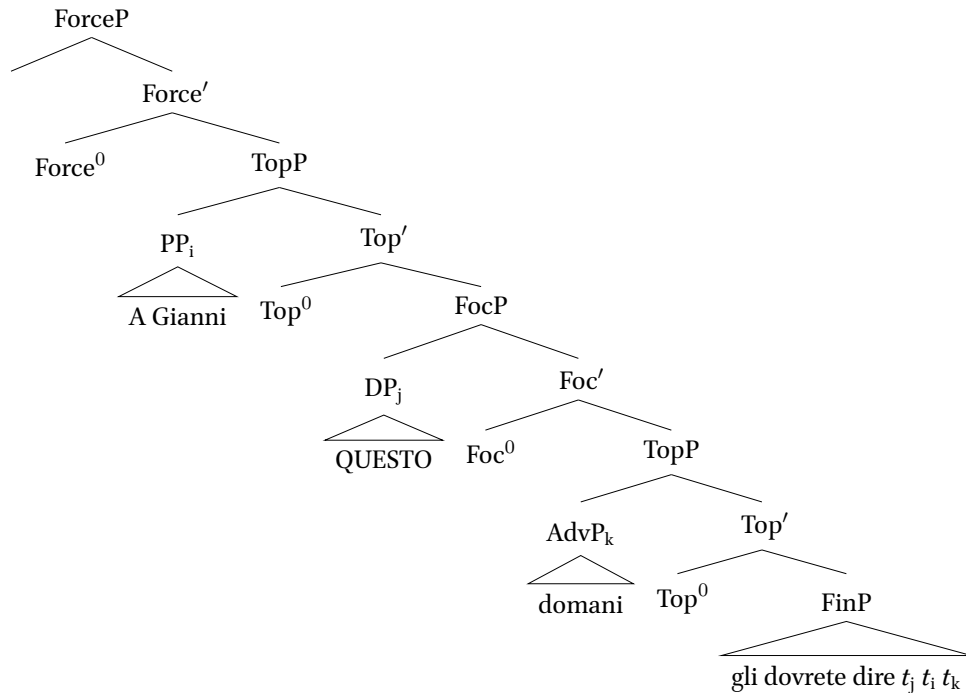 ForceP
Force′
Force⁰ TopP
PPᵢ Top′
A Gianni Top⁰ FocP
DPⱼ Foc′
QUESTO Foc⁰ TopP
AdvPₖ Top′
domani Top⁰ FinP
gli dovrete dire tⱼ tᵢ tₖ